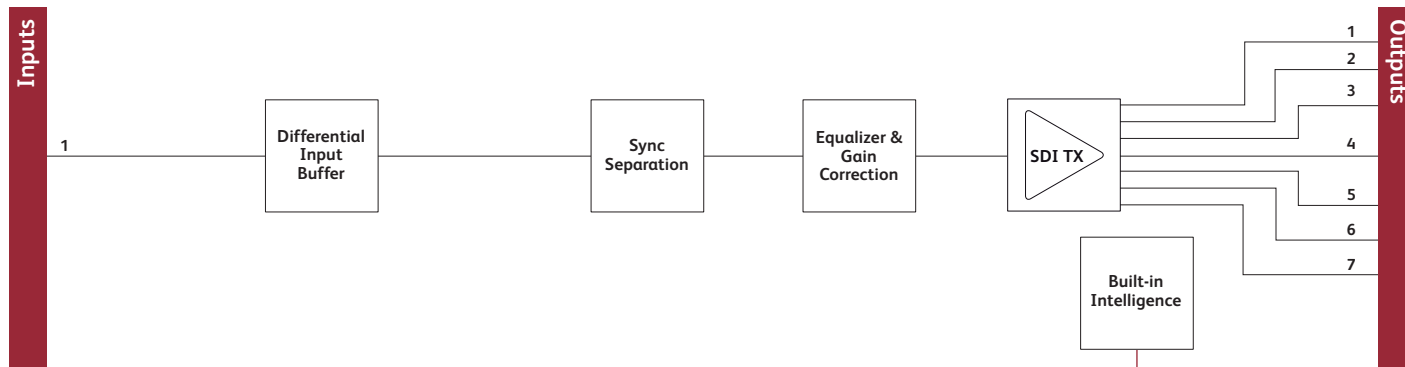 Inputs
1
Differential
Input
Buffer
Sync
Separation
Equalizer &
Gain
Correction
SDI TX
1
2
3
4
5
6
7
Built-in
Intelligence
Outputs